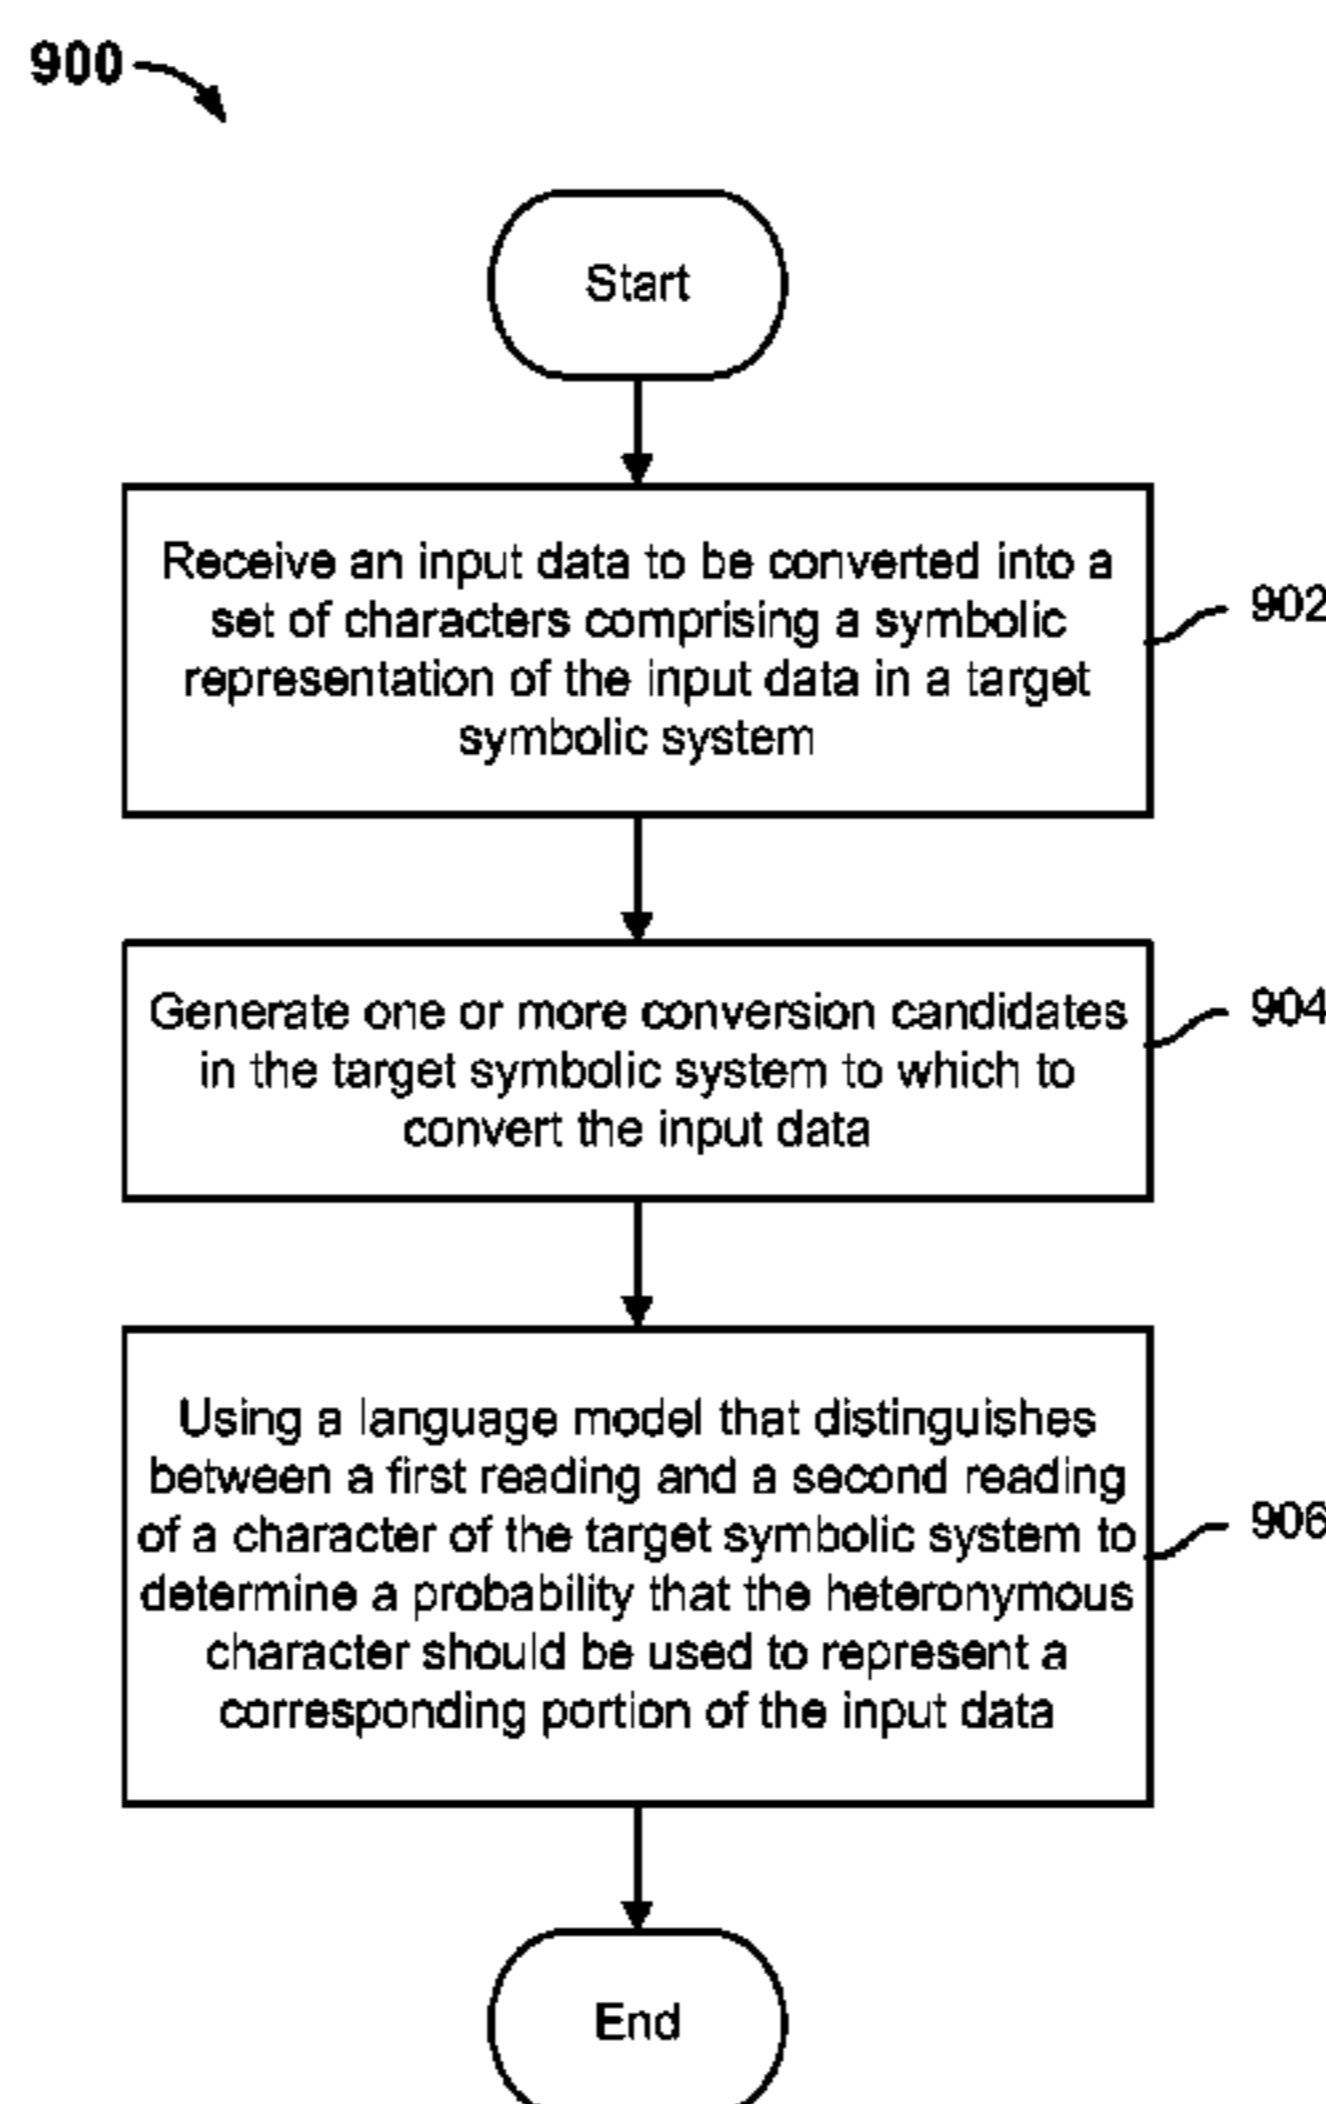 900
Start
Receive an input data to be converted into a
set of characters comprising a symbolic
representation of the input data in a target
symbolic system
902
Generate one or more conversion candidates
in the target symbolic system to which to
convert the input data
904
Using a language model that distinguishes
between a first reading and a second reading
of a character of the target symbolic system to
determine a probability that the heteronymous
character should be used to represent a
corresponding portion of the input data
906
End